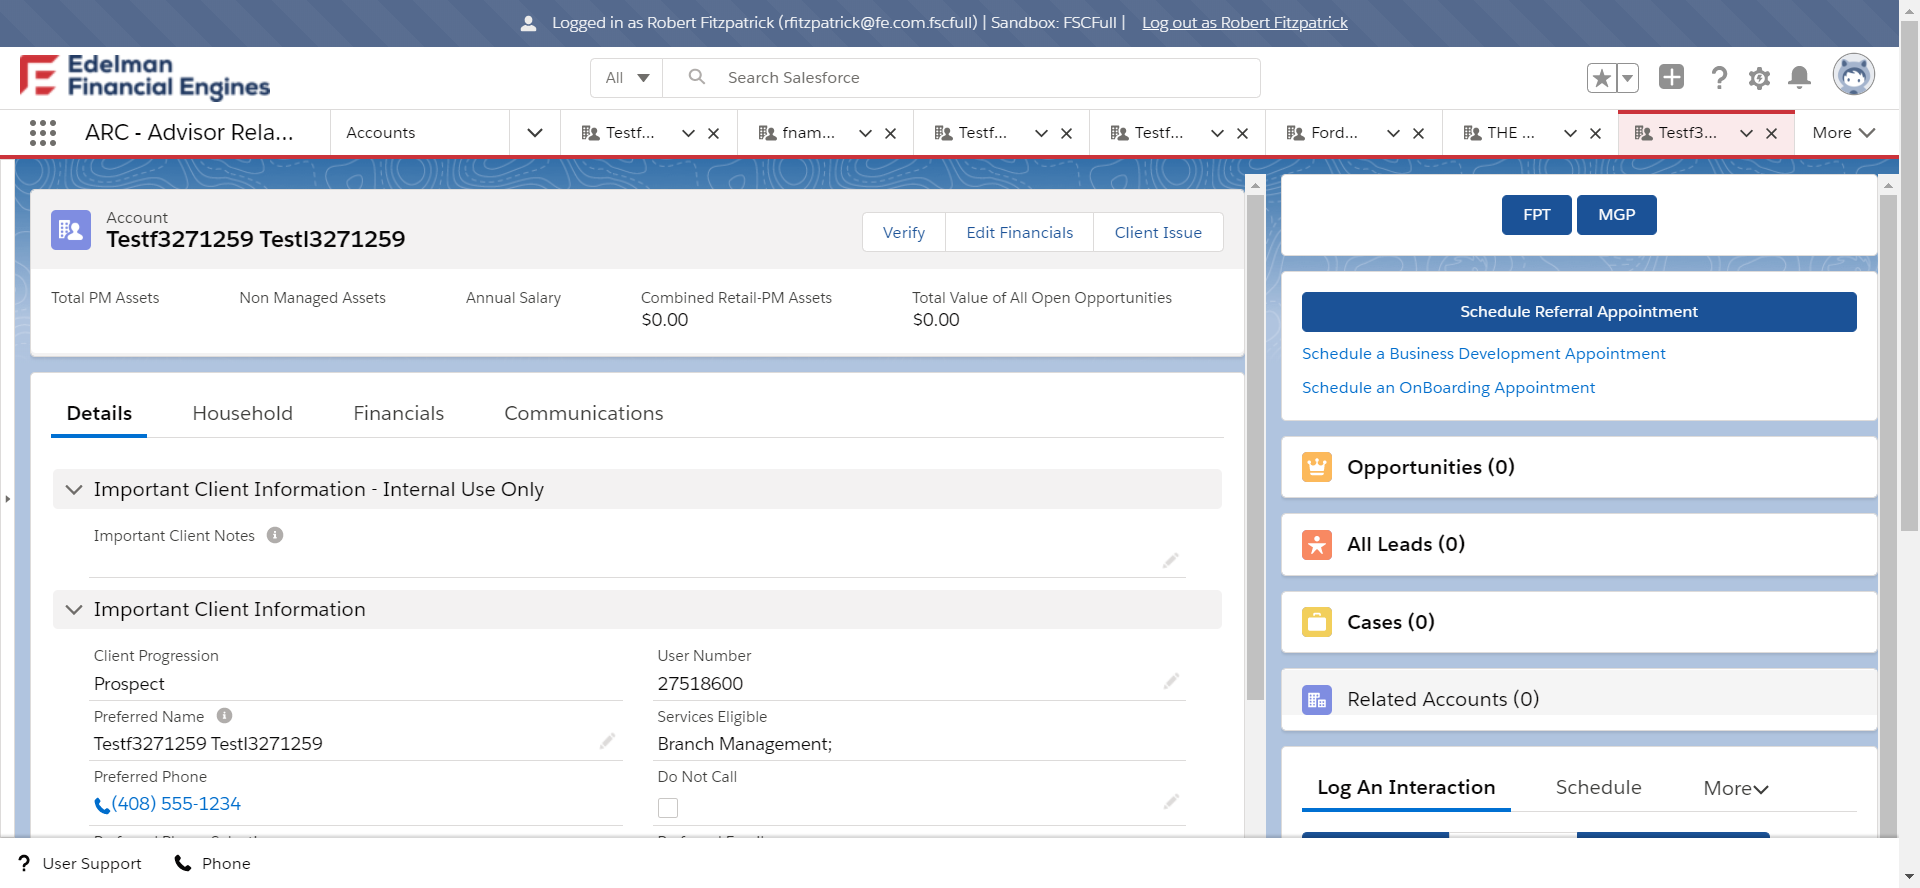 Logged in as Robert Fitzpatrick (rfitzpatrick@fe.com.fscfull) | Sandbox: FSCFull | Log out as Robert Fitzpatrick
Edelman
Financial Engines
All
Search Salesforce
ARC - Advisor Rela...
Accounts
Testf...
fnam...
Testf...
Testf...
Ford...
THE ...
Testf3...
More
Account
Testf3271259 Testl3271259
Verify
Edit Financials
Client Issue
Total PM Assets
Non Managed Assets
Annual Salary
Combined Retail-PM Assets
$0.00
Total Value of All Open Opportunities
$0.00
Details
Household
Financials
Communications
Important Client Information - Internal Use Only
Important Client Notes
Important Client Information
Client Progression
Prospect
User Number
27518600
Preferred Name
Testf3271259 Testl3271259
Services Eligible
Branch Management;
Preferred Phone
(408) 555-1234
Do Not Call
FPT
MGP
Schedule Referral Appointment
Schedule a Business Development Appointment
Schedule an OnBoarding Appointment
Opportunities (0)
All Leads (0)
Cases (0)
Related Accounts (0)
Log An Interaction
Schedule
More
? User Support
Phone